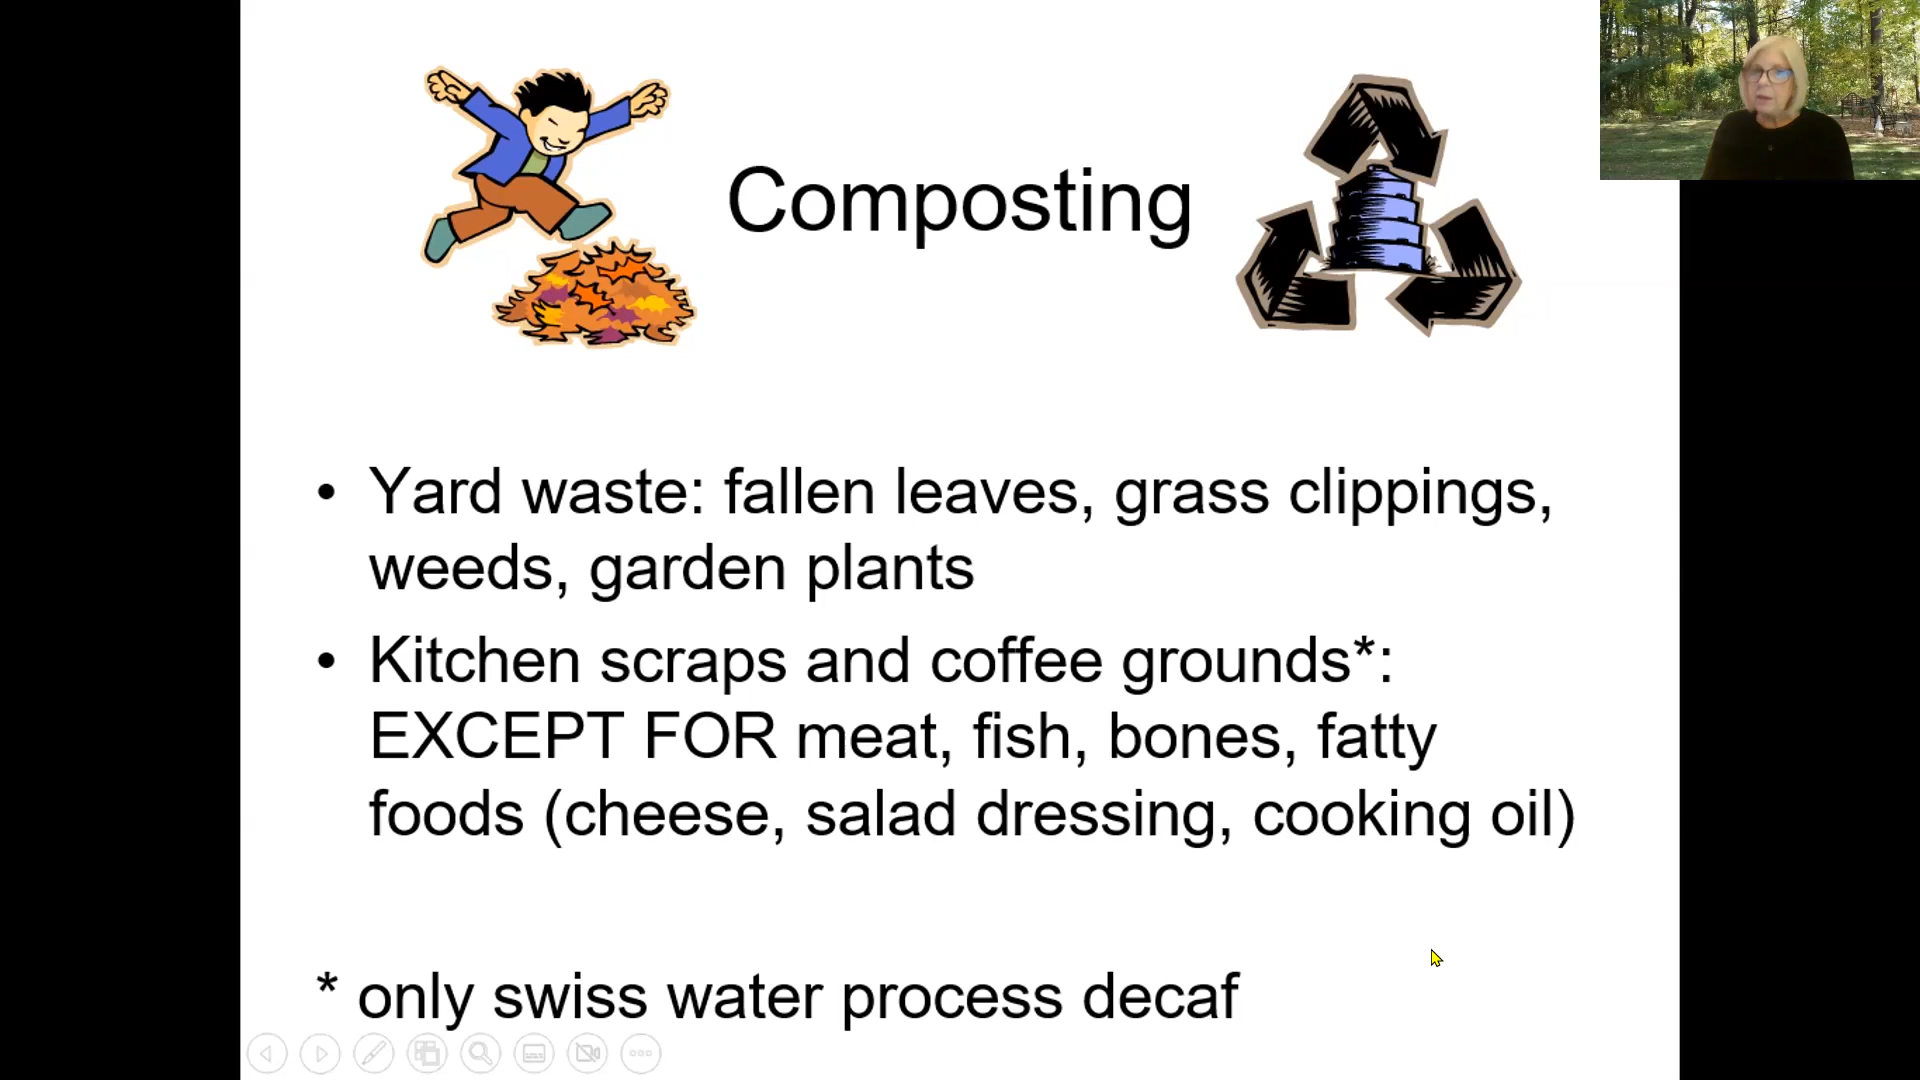 Composting
• Yard waste: fallen leaves, grass clippings,
weeds, garden plants
• Kitchen scraps and coffee grounds*:
EXCEPT FOR meat, fish, bones, fatty
foods (cheese, salad dressing, cooking oil)
* only swiss water process decaf